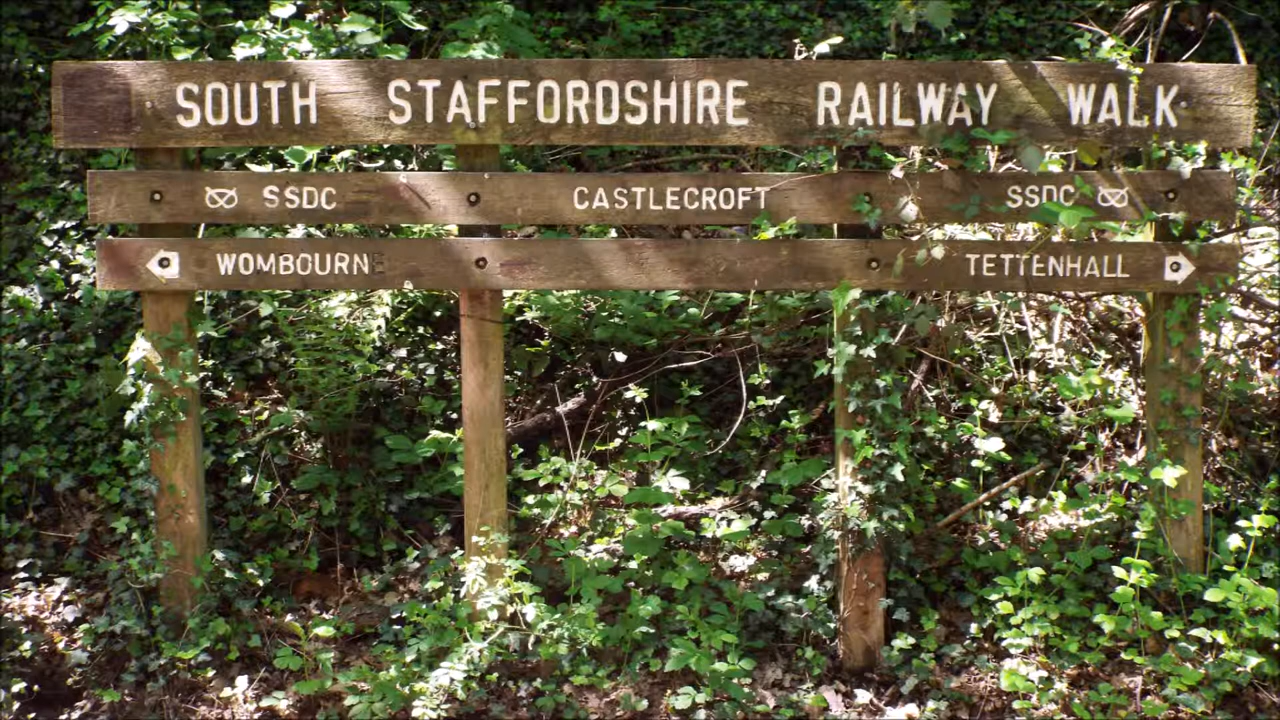 SOUTH STAFFORDSHIRE RAILWAY WALK
SSDC CASTLECROFT SSDC
WOMBOURNE TETTENHALL